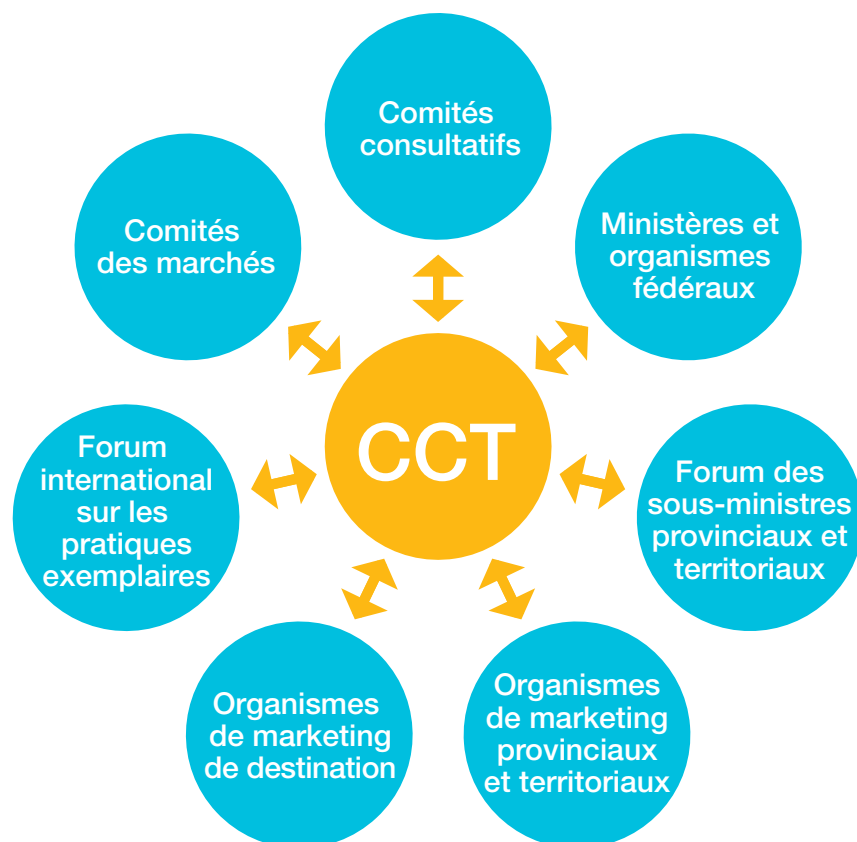 Comités
consultatifs
Comités
des marchés
Ministères et
organismes
fédéraux
CCT
Forum
international
sur les
pratiques
exemplaires
Forum des
sous-ministres
provinciaux et
territoriaux
Organismes
de marketing
de destination
Organismes
de marketing
provinciaux
et territoriaux